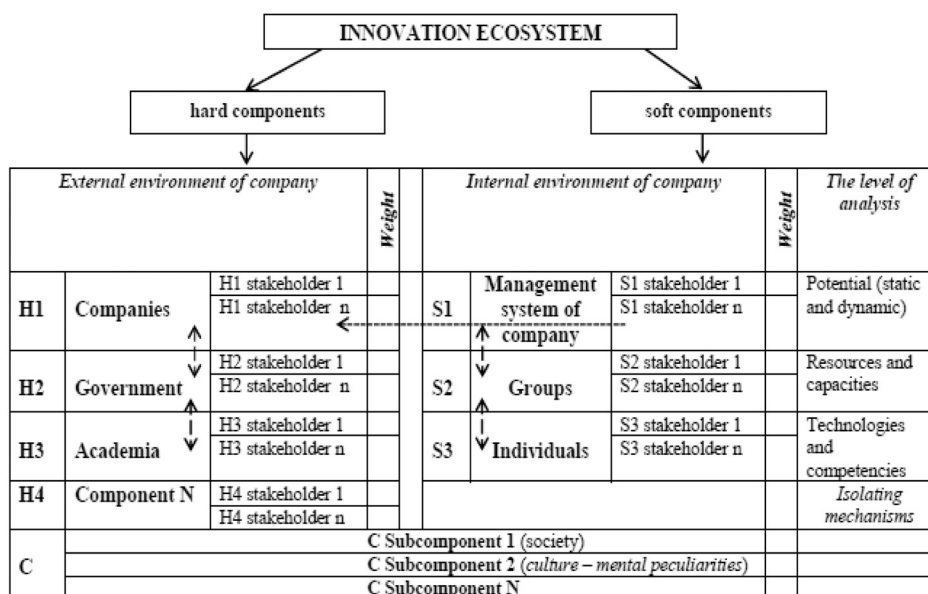 INNOVATION ECOSYSTEM
hard components
soft components
External environment of company
Weight
Internal environment of company
Weight
The level of
analysis
H1
Companies
H1 stakeholder 1
H1 stakeholder n
S1
Management
system of
company
S1 stakeholder 1
S1 stakeholder n
Potential (static
and dynamic)
H2
Government
H2 stakeholder 1
H2 stakeholder n
S2
Groups
S2 stakeholder 1
S2 stakeholder n
Resources and
capacities
H3
Academia
H3 stakeholder 1
H3 stakeholder n
S3
Individuals
S3 stakeholder 1
S3 stakeholder n
Technologies
and
competencies
H4
Component N
H4 stakeholder 1
H4 stakeholder n
Isolating
mechanisms
C
C Subcomponent 1 (society)
C Subcomponent 2 (culture – mental peculiarities)
C Subcomponent N